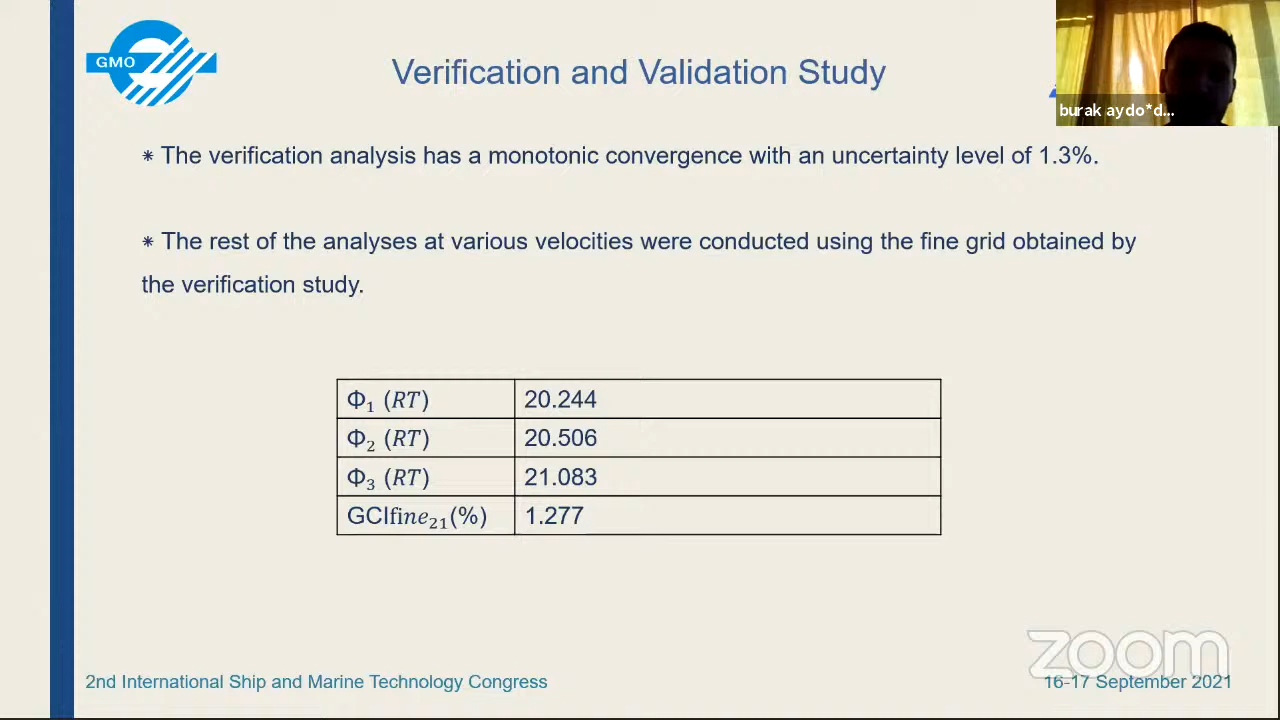 GMO
Verification and Validation Study
burak aydo*d...
* The verification analysis has a monotonic convergence with an uncertainty level of 1.3%.
* The rest of the analyses at various velocities were conducted using the fine grid obtained by
the verification study.
Φ₁ (RT) 20.244
Φ₂ (RT) 20.506
Φ₃ (RT) 21.083
GCIfine₂₁(%) 1.277
zoom
2nd International Ship and Marine Technology Congress
16-17 September 2021